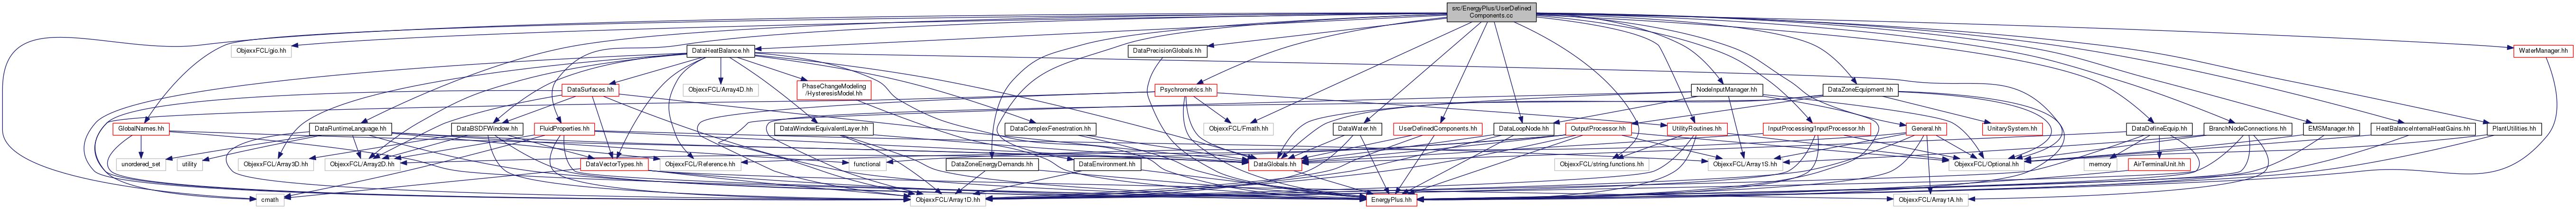 src/EnergyPlus/UserDefined
Components.cc
ObjexxFCL/gio.hh
DataHeatBalance.hh
DataPrecisionGlobals.hh
WaterManager.hh
DataSurfaces.hh
ObjexxFCL/Array4D.hh
PhaseChangeModeling
/HysteresisModel.hh
Psychrometrics.hh
NodeInputManager.hh
DataZoneEquipment.hh
GlobalNames.hh
DataRuntimeLanguage.hh
DataBSDFWindow.hh
FluidProperties.hh
DataWindowEquivalentLayer.hh
DataComplexFenestration.hh
ObjexxFCL/Fmath.hh
DataWater.hh
UserDefinedComponents.hh
DataLoopNode.hh
OutputProcessor.hh
UtilityRoutines.hh
InputProcessing/InputProcessor.hh
General.hh
UnitarySystem.hh
DataDefineEquip.hh
BranchNodeConnections.hh
EMSManager.hh
HeatBalanceInternalHeatGains.hh
PlantUtilities.hh
unordered_set
utility
ObjexxFCL/Array3D.hh
ObjexxFCL/Array2D.hh
DataVectorTypes.hh
ObjexxFCL/Reference.hh
functional
DataZoneEnergyDemands.hh
DataEnvironment.hh
DataGlobals.hh
ObjexxFCL/string.functions.hh
ObjexxFCL/Array1S.hh
ObjexxFCL/Optional.hh
memory
AirTerminalUnit.hh
cmath
ObjexxFCL/Array1D.hh
EnergyPlus.hh
ObjexxFCL/Array1A.hh